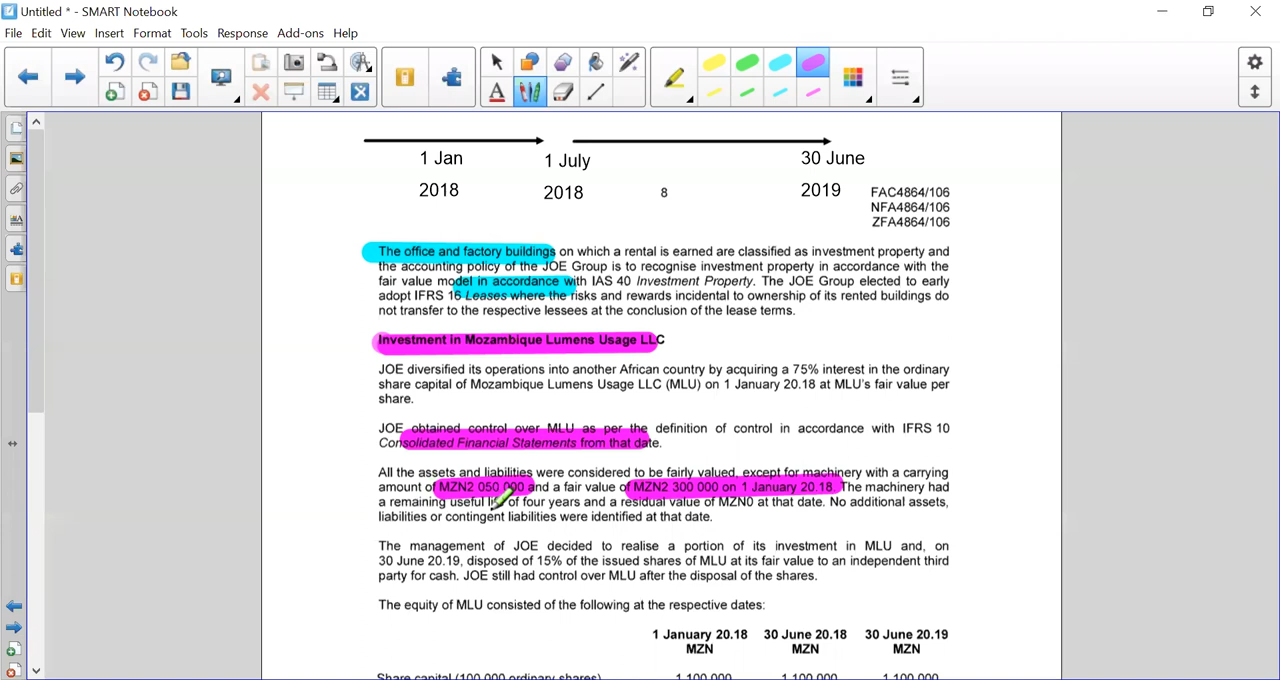 Untitled * - SMART Notebook
File Edit View Insert Format Tools Response Add-ons Help
1 Jan 1 July 30 June
2018 2018 8 2019 FAC4864/106
NFA4864/106
ZFA4864/106
The office and factory buildings on which a rental is earned are classified as investment property and
the accounting policy of the JOE Group is to recognise investment property in accordance with the
fair value model in accordance with IAS 40 Investment Property. The JOE Group elected to early
adopt IFRS 16 Leases where the risks and rewards incidental to ownership of its rented buildings do
not transfer to the respective lessees at the conclusion of the lease terms.
Investment in Mozambique Lumens Usage LLC
JOE diversified its operations into another African country by acquiring a 75% interest in the ordinary
share capital of Mozambique Lumens Usage LLC (MLU) on 1 January 20.18 at MLU's fair value per
share.
JOE obtained control over MLU as per the definition of control in accordance with IFRS 10
Consolidated Financial Statements from that date.
All the assets and liabilities were considered to be fairly valued, except for machinery with a carrying
amount of MZN2 050 000 and a fair value of MZN2 300 000 on 1 January 20.18. The machinery had
a remaining useful life of four years and a residual value of MZN0 at that date. No additional assets,
liabilities or contingent liabilities were identified at that date.
The management of JOE decided to realise a portion of its investment in MLU and, on
30 June 20.19, disposed of 15% of the issued shares of MLU at its fair value to an independent third
party for cash. JOE still had control over MLU after the disposal of the shares.
The equity of MLU consisted of the following at the respective dates:
1 January 20.18 30 June 20.18 30 June 20.19
MZN MZN MZN
Share capital (100 000 ordinary shares) 1 100 000 1 100 000 1 100 000